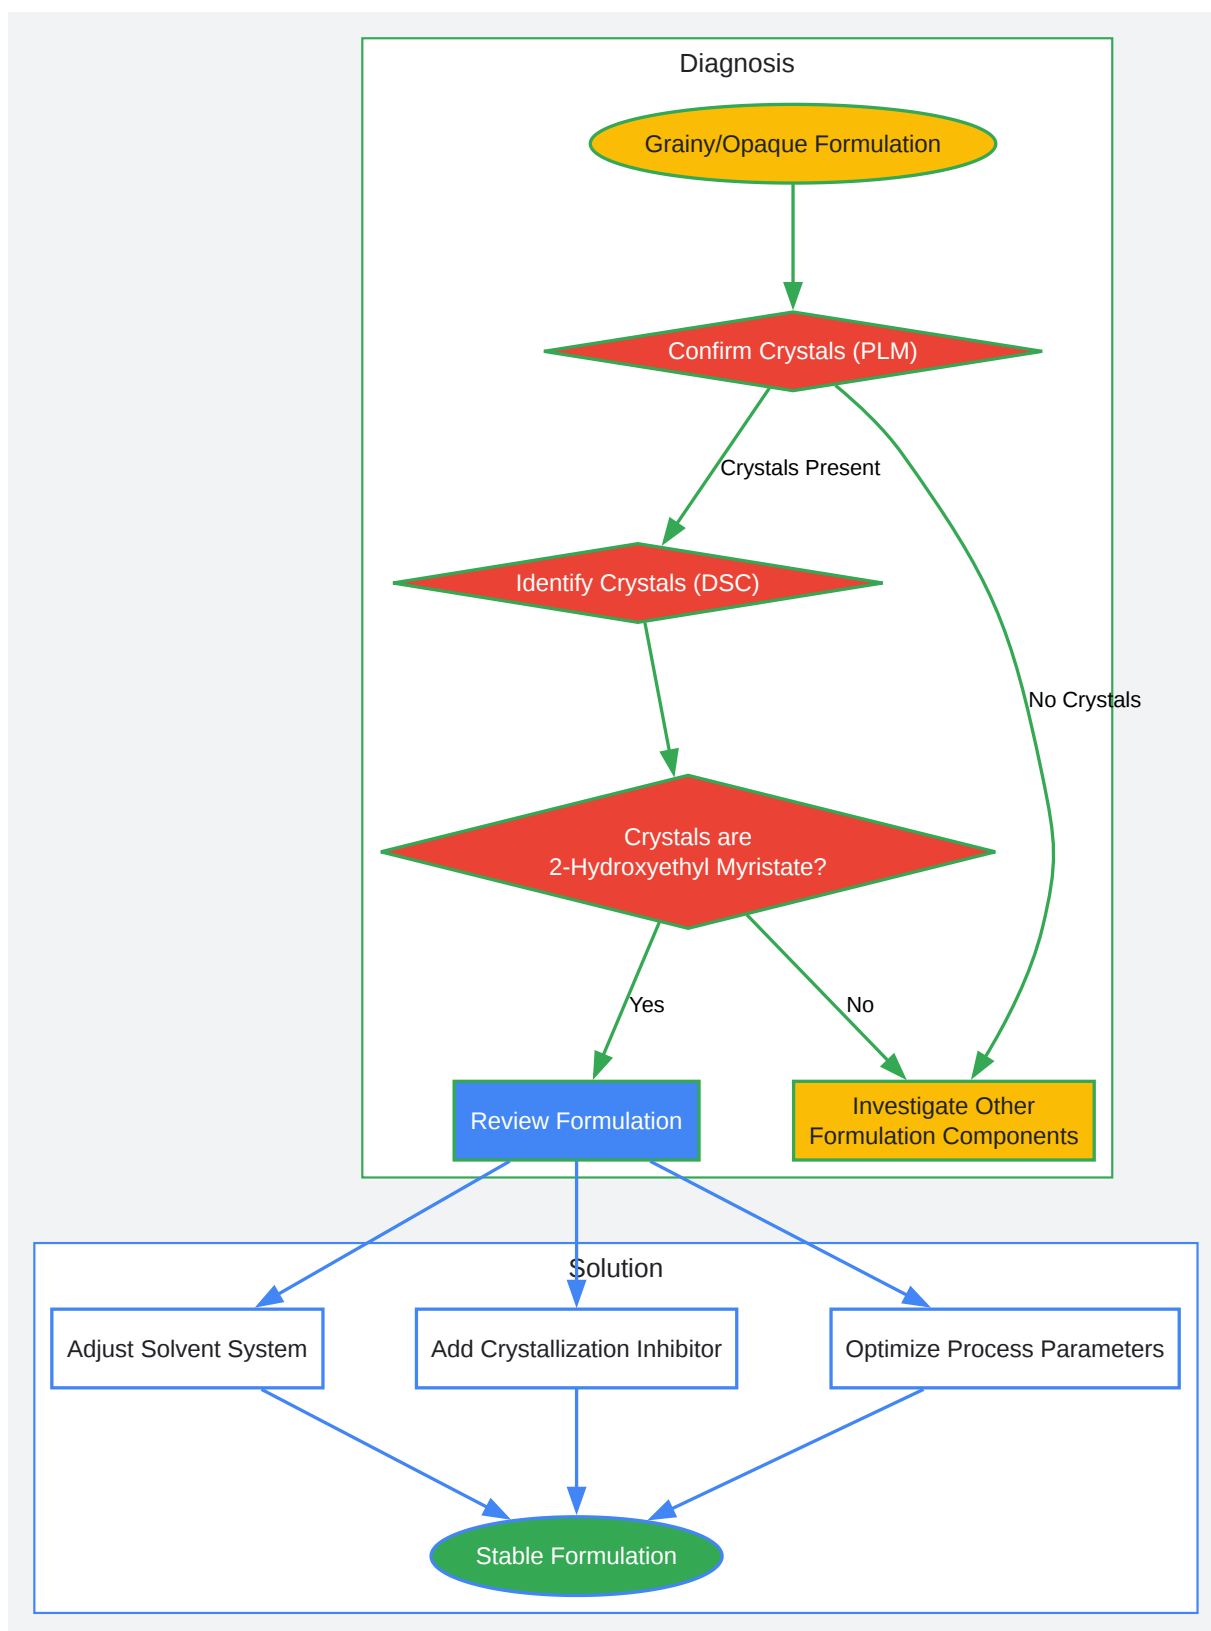 Diagnosis
Grainy/Opaque Formulation
Confirm Crystals (PLM)
Crystals Present
Identify Crystals (DSC)
No Crystals
Crystals are
2-Hydroxyethyl Myristate?
Yes
No
Review Formulation
Investigate Other
Formulation Components
Solution
Adjust Solvent System
Add Crystallization Inhibitor
Optimize Process Parameters
Stable Formulation